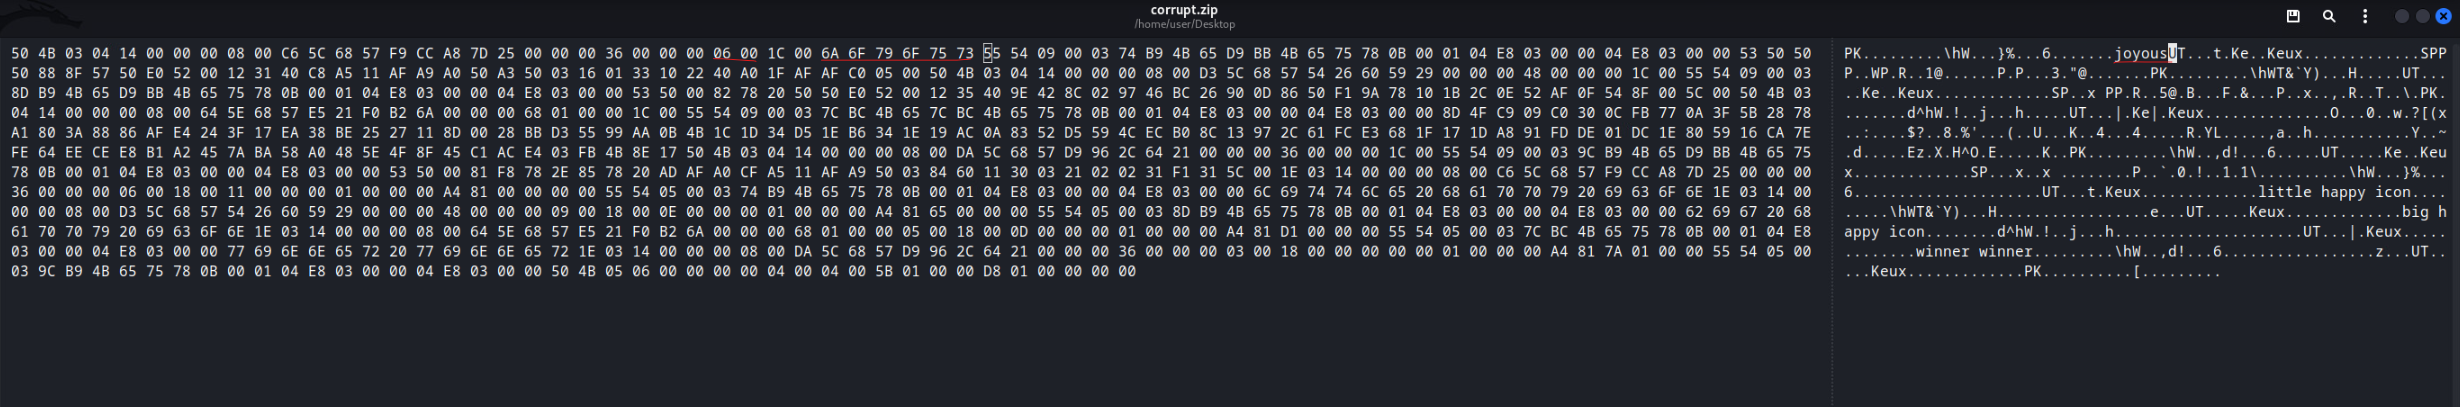 corrupt.zip
/home/user/Desktop
50 4B 03 04 14 00 00 00 08 00 C6 5C 68 57 F9 CC A8 7D 25 00 00 00 36 00 00 00 06 00 1C 00 6A 6F 79 6F 75 73 55 54 09 00 03 74 B9 4B 65 D9 BB 4B 65 75 78 0B 00 01 04 E8 03 00 00 04 E8 03 00 00 53 50 50 PK.........\hW...}%...6.......joyousUT...t.Ke..Keux.............SPP
50 88 8F 57 50 E0 52 00 12 31 40 C8 A5 11 AF A9 A0 50 A3 50 03 16 01 33 10 22 40 A0 1F AF AF C0 05 00 50 4B 03 04 14 00 00 00 08 00 D3 5C 68 57 54 26 60 59 29 00 00 00 48 00 00 00 00 00 1C 00 55 54 09 00 03 P..WP.R..1@......P.P...3."@.......PK.........\hWT&`Y)...H.....UT...
8D B9 4B 65 D9 BB 4B 65 75 78 0B 00 01 04 E8 03 00 00 04 E8 03 00 00 53 50 00 82 78 20 50 50 E0 52 00 12 35 40 9E 42 8C 02 97 46 BC 26 90 0D 86 50 F1 9A 78 10 1B 2C 0E 52 AF 0F 54 8F 00 5C 00 50 4B 03 ..Ke..Keux.............SP..x PP.R..5@.B...F.&...P..x..,.R..T..\.PK.
04 14 00 00 00 08 00 64 5E 68 57 E5 21 F0 B2 6A 00 00 00 68 01 00 00 00 00 1C 00 55 54 09 00 03 7C BC 4B 65 7C BC 4B 65 75 78 0B 00 01 04 E8 03 00 00 04 E8 03 00 00 8D 4F C9 09 C0 30 0C FB 77 0A 3F 5B 28 78 .......d^hW.!..j...h.......UT...|.Ke|.Keux..............O...0..w.?[(x
A1 80 3A 88 86 AF E4 24 3F 17 EA 38 BE 25 27 11 8D 00 28 BB D3 55 99 AA 0B 4B 1C 1D 34 D5 1E B6 34 1E 19 AC 0A 83 52 D5 59 4C EC B0 8C 13 97 2C 61 FC E3 68 1F 17 1D A8 91 FD DE 01 DC 1E 80 59 16 CA 7E ..:....$?..8.%'...(..U...K..4...4.....R.YL.....,a..h...........Y..~
FE 64 EE CE E8 B1 A2 45 7A BA 58 A0 48 5E 4F 8F 45 C1 AC E4 03 FB 4B 8E 17 50 4B 03 04 14 00 00 00 08 00 DA 5C 68 57 D9 96 2C 64 21 00 00 00 36 00 00 00 00 00 1C 00 55 54 09 00 03 9C B9 4B 65 D9 BB 4B 65 75 .d.....Ez.X.H^O.E.....K..PK.........\hW..,d!...6.......UT.....Ke..Keu
78 0B 00 01 04 E8 03 00 00 04 E8 03 00 00 53 50 00 81 F8 78 2E 85 78 20 AD AF A0 CF A5 11 AF A9 50 03 84 60 11 30 03 21 02 02 31 F1 31 5C 00 1E 03 14 00 00 00 08 00 C6 5C 68 57 F9 CC A8 7D 25 00 00 00 x.............SP...x..x .........P..`.0.!..1.1\..........\hW...}%...
36 00 00 00 06 00 18 00 11 00 00 00 01 00 00 00 A4 81 00 00 00 00 55 54 05 00 03 74 B9 4B 65 75 78 0B 00 01 04 E8 03 00 00 04 E8 03 00 00 6C 69 74 74 6C 65 20 68 61 70 70 79 20 69 63 6F 6E 1E 03 14 00 6.....................UT...t.Keux.............little happy icon....
00 00 08 00 D3 5C 68 57 54 26 60 59 29 00 00 00 48 00 00 00 09 00 18 00 0E 00 00 00 01 00 00 00 A4 81 65 00 00 00 55 54 05 00 03 8D B9 4B 65 75 78 0B 00 01 04 E8 03 00 00 04 E8 03 00 00 62 69 67 20 68 .....\hWT&`Y)...H.................e...UT.....Keux.............big h
61 70 70 79 20 69 63 6F 6E 1E 03 14 00 00 00 08 00 64 5E 68 57 E5 21 F0 B2 6A 00 00 00 68 01 00 00 05 00 18 00 0D 00 00 00 01 00 00 00 A4 81 D1 00 00 00 55 54 05 00 03 7C BC 4B 65 75 78 0B 00 01 04 E8 appy icon........d^hW.!..j...h.....................UT...|.Keux.....
03 00 00 04 E8 03 00 00 77 69 6E 6E 65 72 20 77 69 6E 6E 65 72 1E 03 14 00 00 00 08 00 DA 5C 68 57 D9 96 2C 64 21 00 00 00 36 00 00 00 03 00 18 00 00 00 00 00 01 00 00 00 A4 81 7A 01 00 00 55 54 05 00 ........winner winner.........\hW..,d!...6.................z...UT..
03 9C B9 4B 65 75 78 0B 00 01 04 E8 03 00 00 04 E8 03 00 00 50 4B 05 06 00 00 00 00 04 00 04 00 5B 01 00 00 D8 01 00 00 00 00 ...Keux.............PK..........[.........